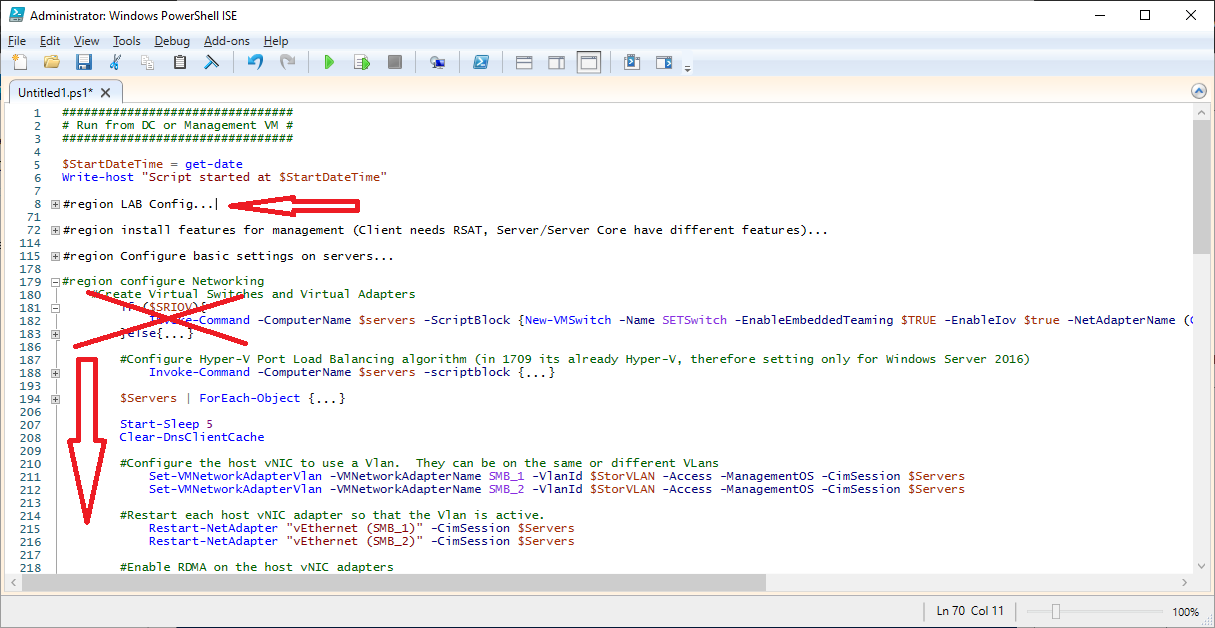 Administrator: Windows PowerShell ISE
File Edit View Tools Debug Add-ons Help
Untitled1.ps1* X
1 ################################
2 # Run from DC or Management VM #
3 ################################
4
5 $StartDateTime = get-date
6 Write-host "Script started at $StartDateTime"
7
8 #region LAB Config...
71
72 #region install features for management (Client needs RSAT, Server/Server Core have different features)...
114
115 #region Configure basic settings on servers...
178
179 #region configure Networking
180 #Create Virtual Switches and Virtual Adapters
181 if ($SRIOV){
182 Invoke-Command -ComputerName $servers -ScriptBlock {New-VMSwitch -Name SETSwitch -EnableEmbeddedTeaming $TRUE -EnableIov $true -NetAdapterName (
183 }else{...}
186
187 #Configure Hyper-V Port Load Balancing algorithm (in 1709 its already Hyper-V, therefore setting only for Windows Server 2016)
188 Invoke-Command -ComputerName $servers -scriptblock {...}
193
194 $Servers | ForEach-Object {...}
206
207 Start-Sleep 5
208 Clear-DnsClientCache
209
210 #Configure the host vNIC to use a Vlan.  They can be on the same or different VLans
211 Set-VMNetworkAdapterVlan -VMNetworkAdapterName SMB_1 -VlanId $StorVLAN -Access -ManagementOS -CimSession $Servers
212 Set-VMNetworkAdapterVlan -VMNetworkAdapterName SMB_2 -VlanId $StorVLAN -Access -ManagementOS -CimSession $Servers
213
214 #Restart each host vNIC adapter so that the Vlan is active.
215 Restart-NetAdapter "vEthernet (SMB_1)" -CimSession $Servers
216 Restart-NetAdapter "vEthernet (SMB_2)" -CimSession $Servers
217
218 #Enable RDMA on the host vNIC adapters
Ln 70 Col 11 100%